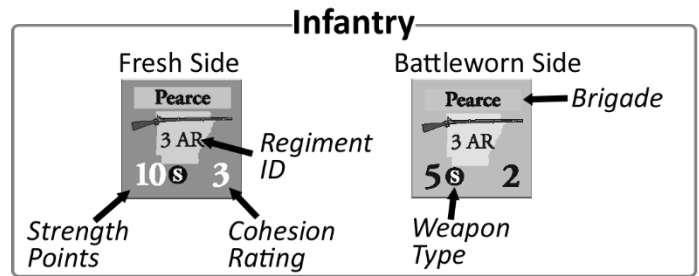 Infantry
Fresh Side
Battleworn Side
Pearce
3 AR
10 S 3
Pearce
3 AR
5 S 2
Brigade
Regiment
ID
Strength
Points
Cohesion
Rating
Weapon
Type